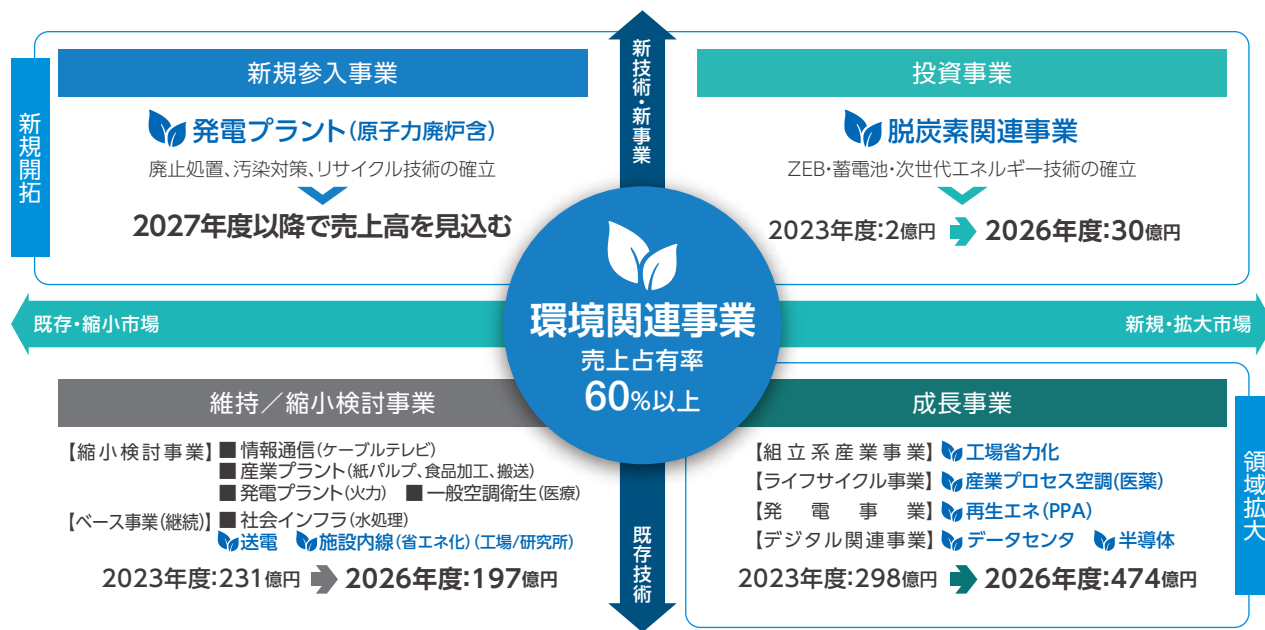 新技術・新事業
新規開拓
新規参入事業
発電プラント(原子力廃炉含)
廃止処置、汚染対策、リサイクル技術の確立
2027年度以降で売上高を見込む
投資事業
脱炭素関連事業
ZEB・蓄電池・次世代エネルギー技術の確立
2023年度:2億円 2026年度:30億円
既存・縮小市場
環境関連事業
売上占有率
60%以上
新規・拡大市場
維持／縮小検討事業
【縮小検討事業】■情報通信(ケーブルテレビ)
■産業プラント(紙パルプ、食品加工、搬送)
■発電プラント(火力) ■一般空調衛生(医療)
【ベース事業(継続)】■社会インフラ(水処理)
送電 施設内線(省エネ化)(工場/研究所)
2023年度:231億円 2026年度:197億円
成長事業
【組立系産業事業】工場省力化
【ライフサイクル事業】産業プロセス空調(医薬)
【発電事業】再生エネ(PPA)
【デジタル関連事業】データセンタ 半導体
2023年度:298億円 2026年度:474億円
領域拡大
既存技術